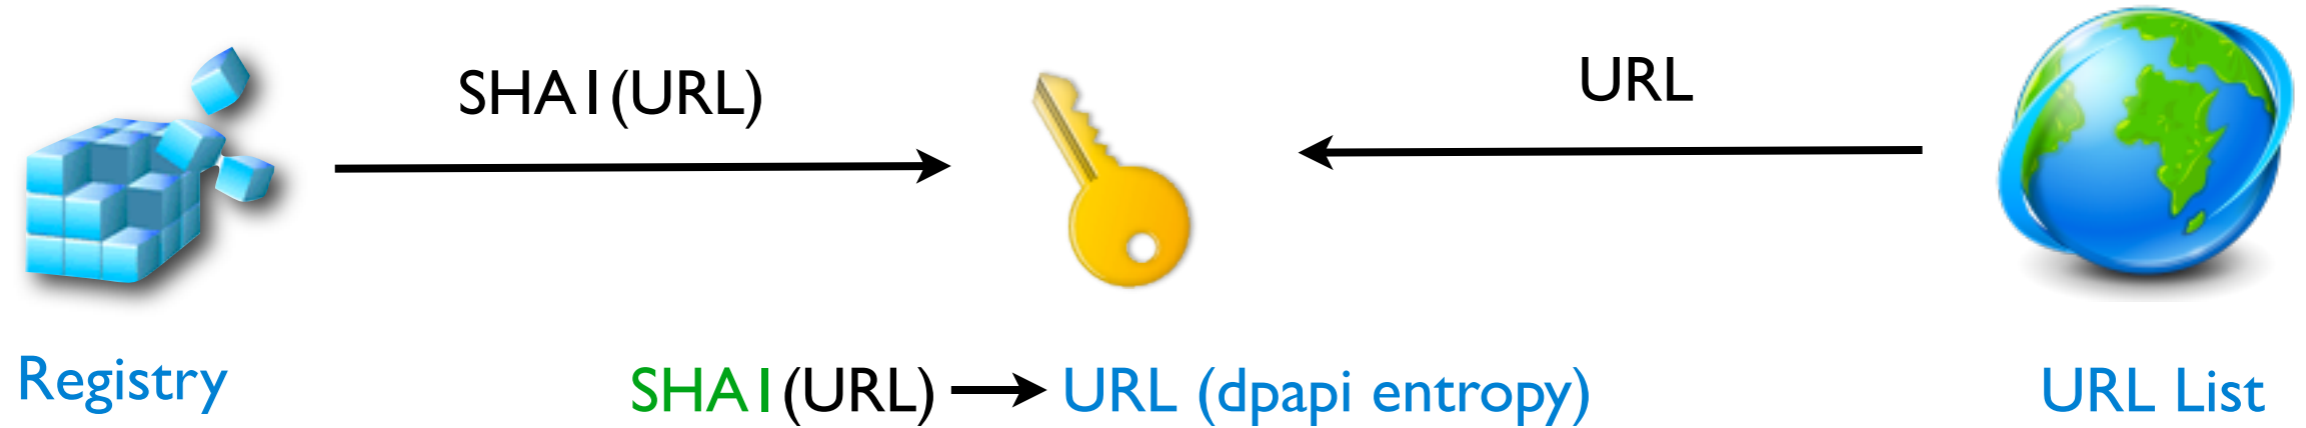 SHA1(URL)
URL
Registry
SHA1(URL) → URL (dpapi entropy)
URL List